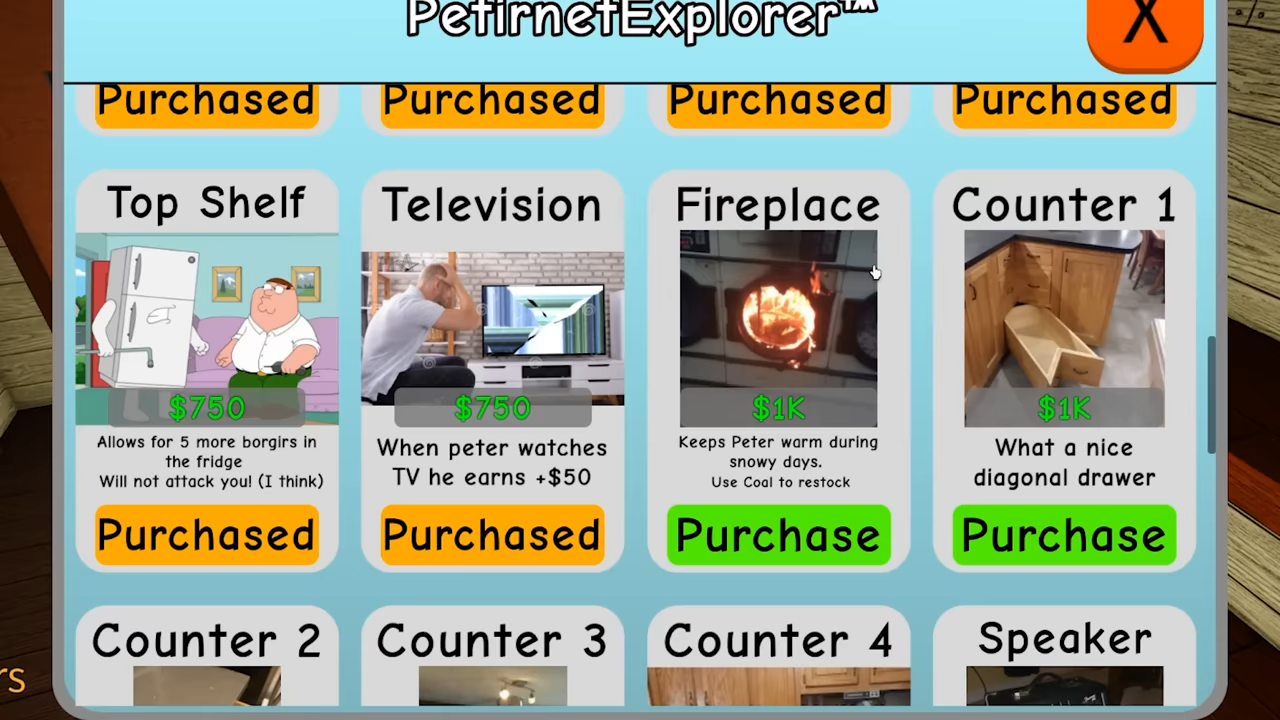 PetirnetExplorer™
X
Purchased
Purchased
Purchased
Purchased
Top Shelf
$750
Allows for 5 more borgirs in
the fridge
Will not attack you! (I think)
Purchased
Television
$750
When peter watches
TV he earns +$50
Purchased
Fireplace
$1K
Keeps Peter warm during
snowy days.
Use Coal to restock
Purchase
Counter 1
$1K
What a nice
diagonal drawer
Purchase
Counter 2
Counter 3
Counter 4
Speaker
rs